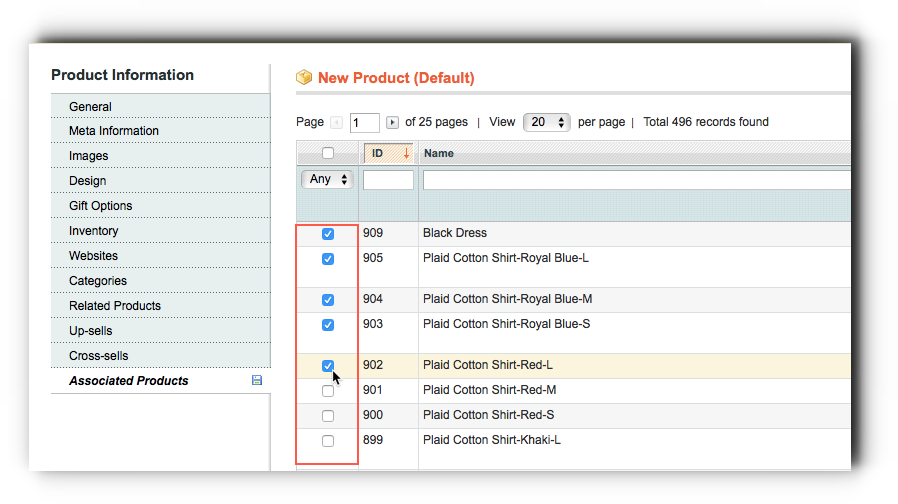 Product Information
General
Meta Information
Images
Design
Gift Options
Inventory
Websites
Categories
Related Products
Up-sells
Cross-sells
Associated Products
New Product (Default)
Page 1 of 25 pages | View 20 per page | Total 496 records found
ID Name
Any
909 Black Dress
905 Plaid Cotton Shirt-Royal Blue-L
904 Plaid Cotton Shirt-Royal Blue-M
903 Plaid Cotton Shirt-Royal Blue-S
902 Plaid Cotton Shirt-Red-L
901 Plaid Cotton Shirt-Red-M
900 Plaid Cotton Shirt-Red-S
899 Plaid Cotton Shirt-Khaki-L